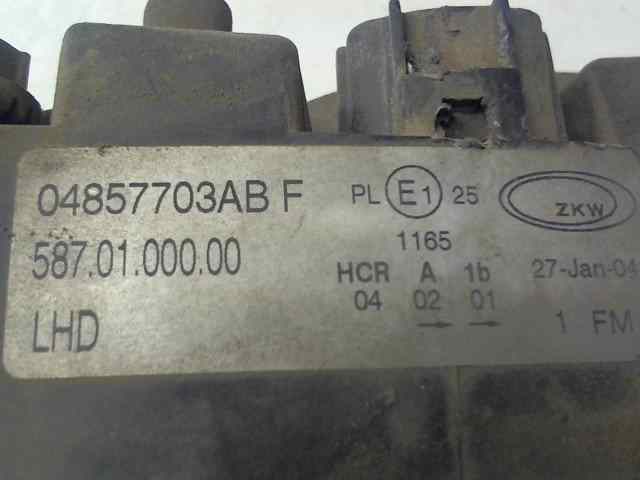 04857703AB F PL E1 25 ZKW
587.01.000.00 1165
HCR A 1b 27-Jan-04
04 02 01
LHD → → 1 FM